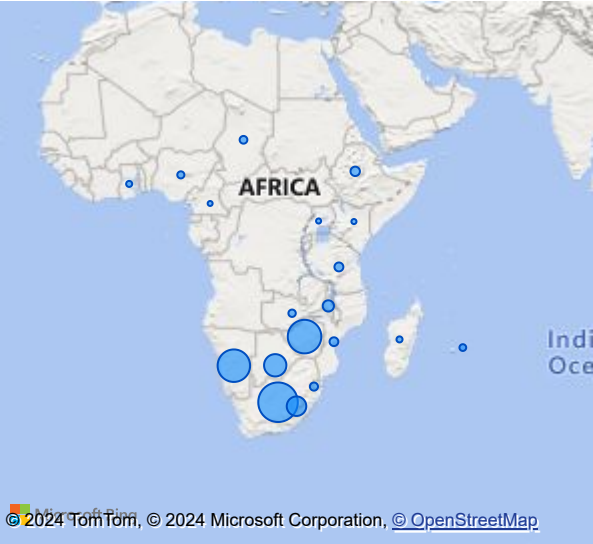 AFRICA
Indi
Oce
Microsoft Bing
© 2024 TomTom, © 2024 Microsoft Corporation, © OpenStreetMap